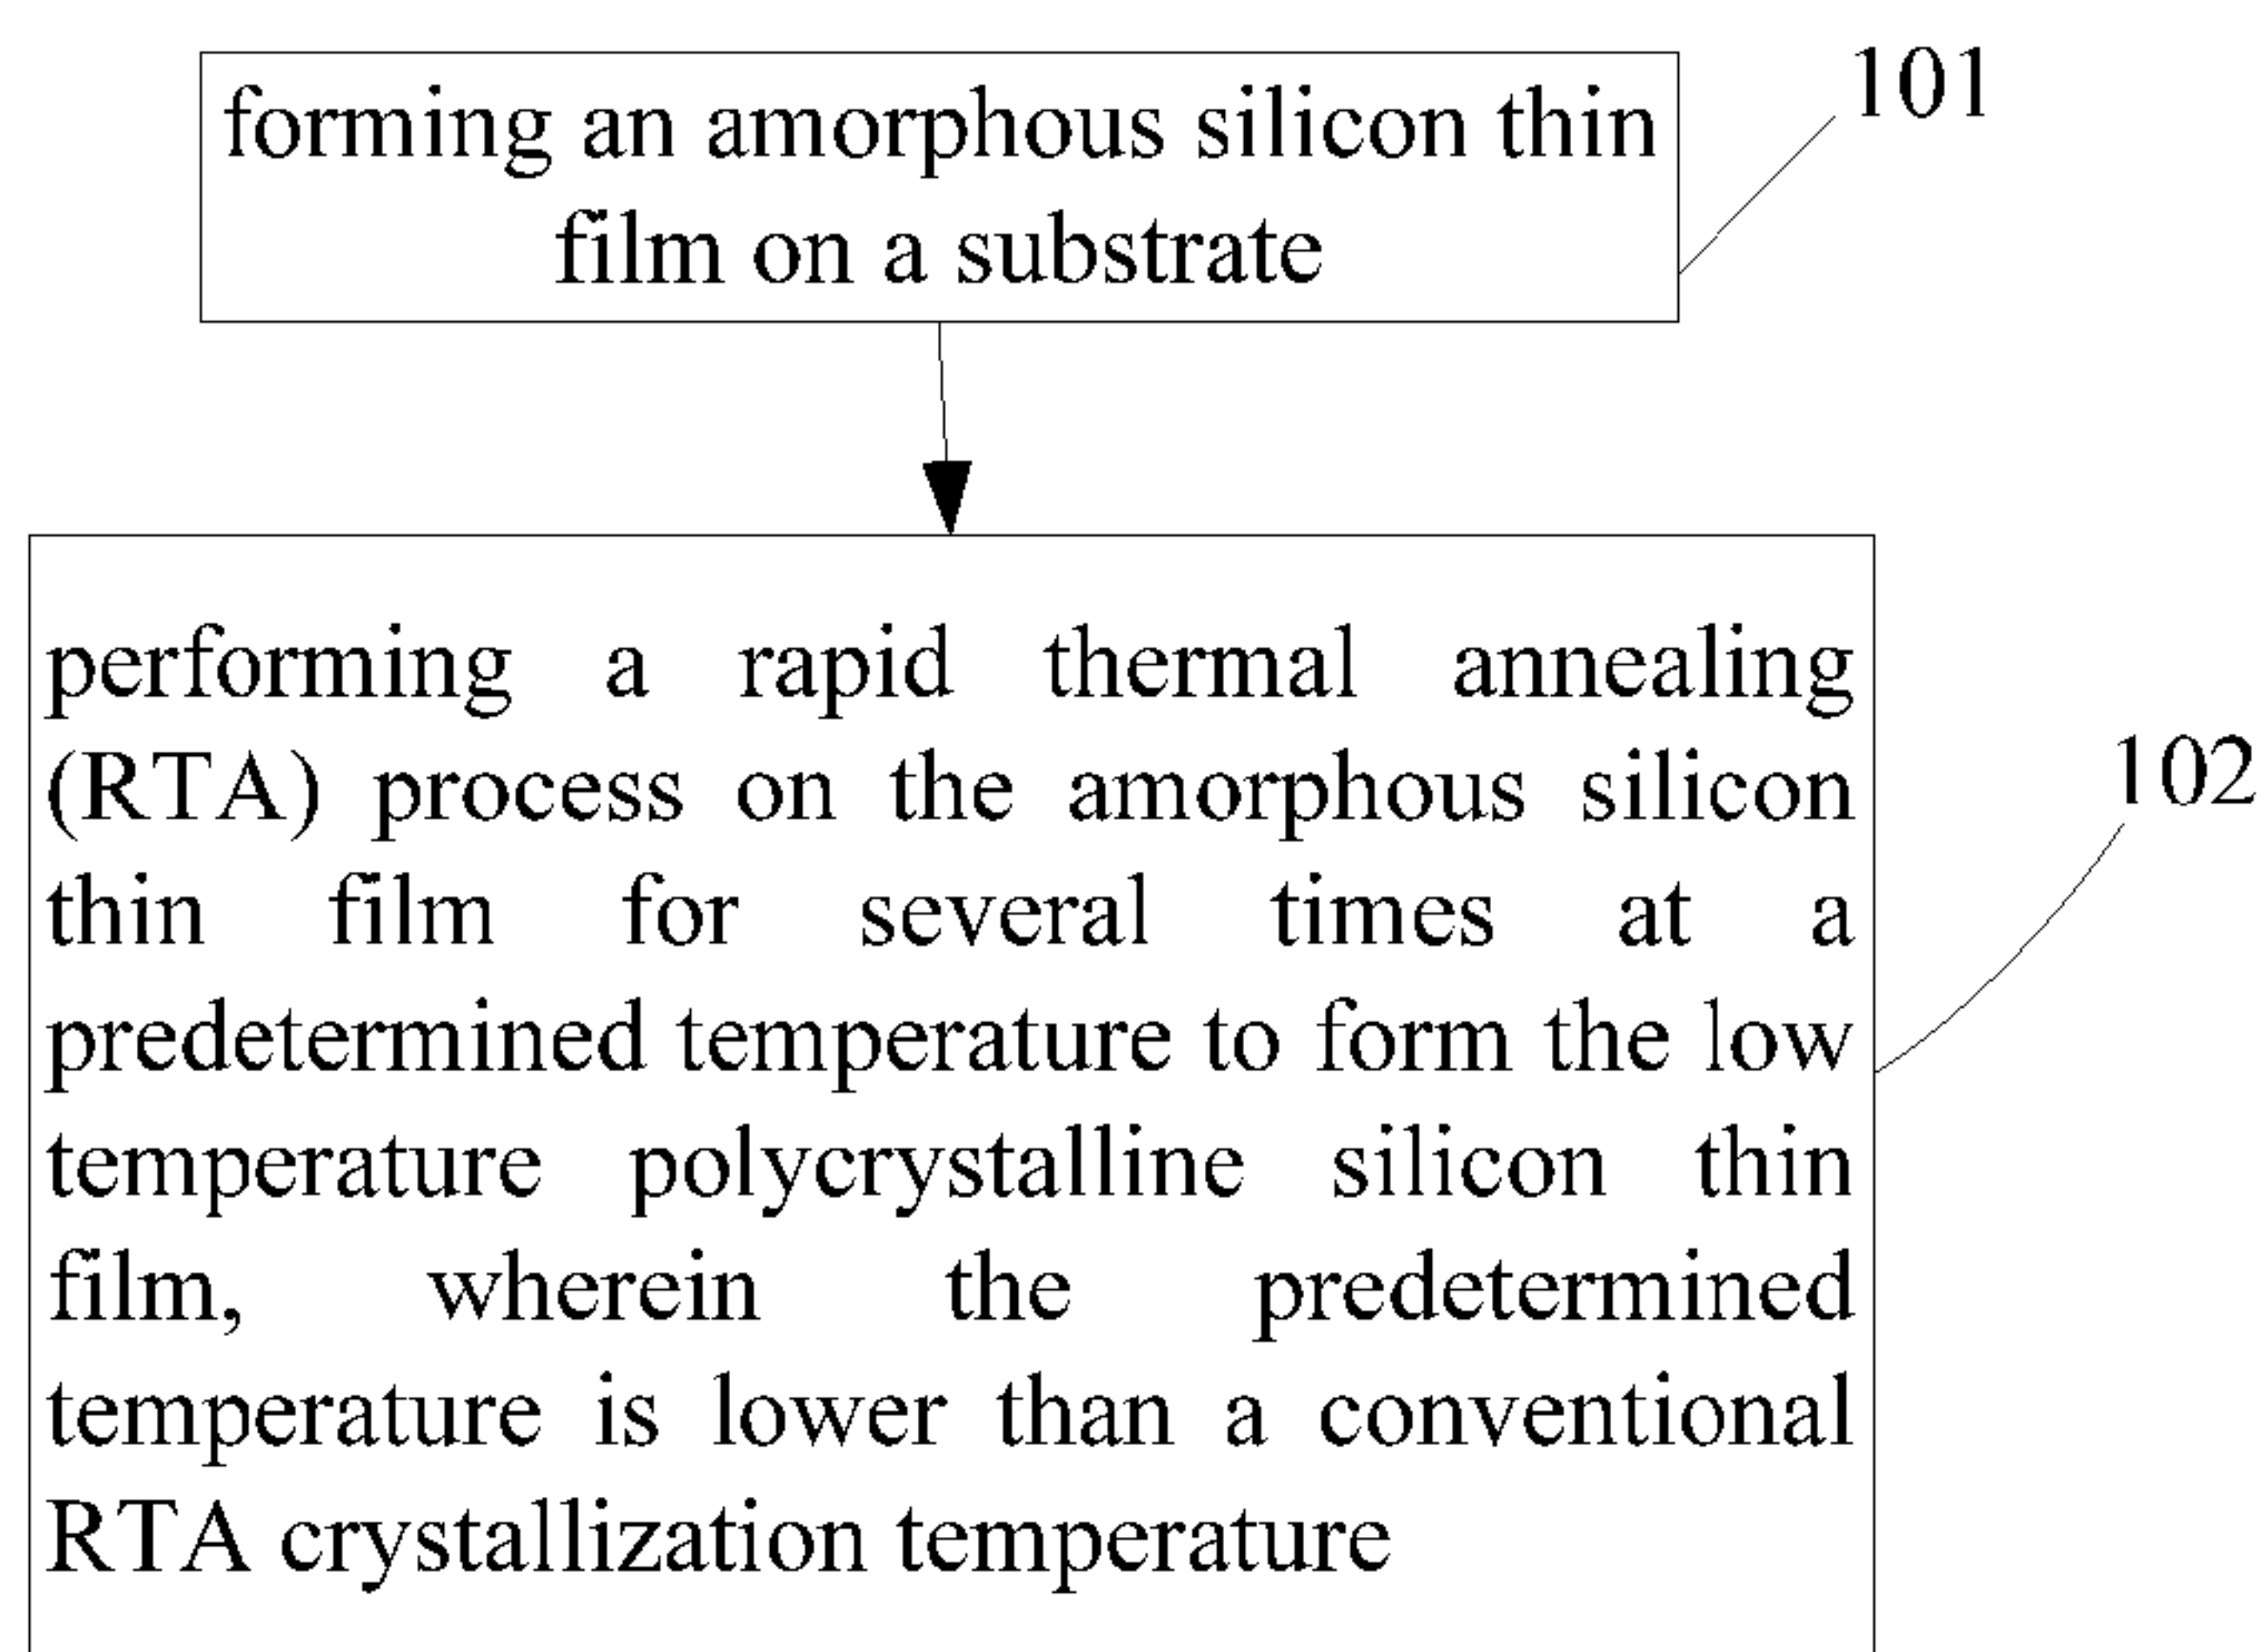 forming an amorphous silicon thin
film on a substrate
101
performing a rapid thermal annealing
(RTA) process on the amorphous silicon
thin film for several times at a
predetermined temperature to form the low
temperature polycrystalline silicon thin
film, wherein the predetermined
temperature is lower than a conventional
RTA crystallization temperature
102